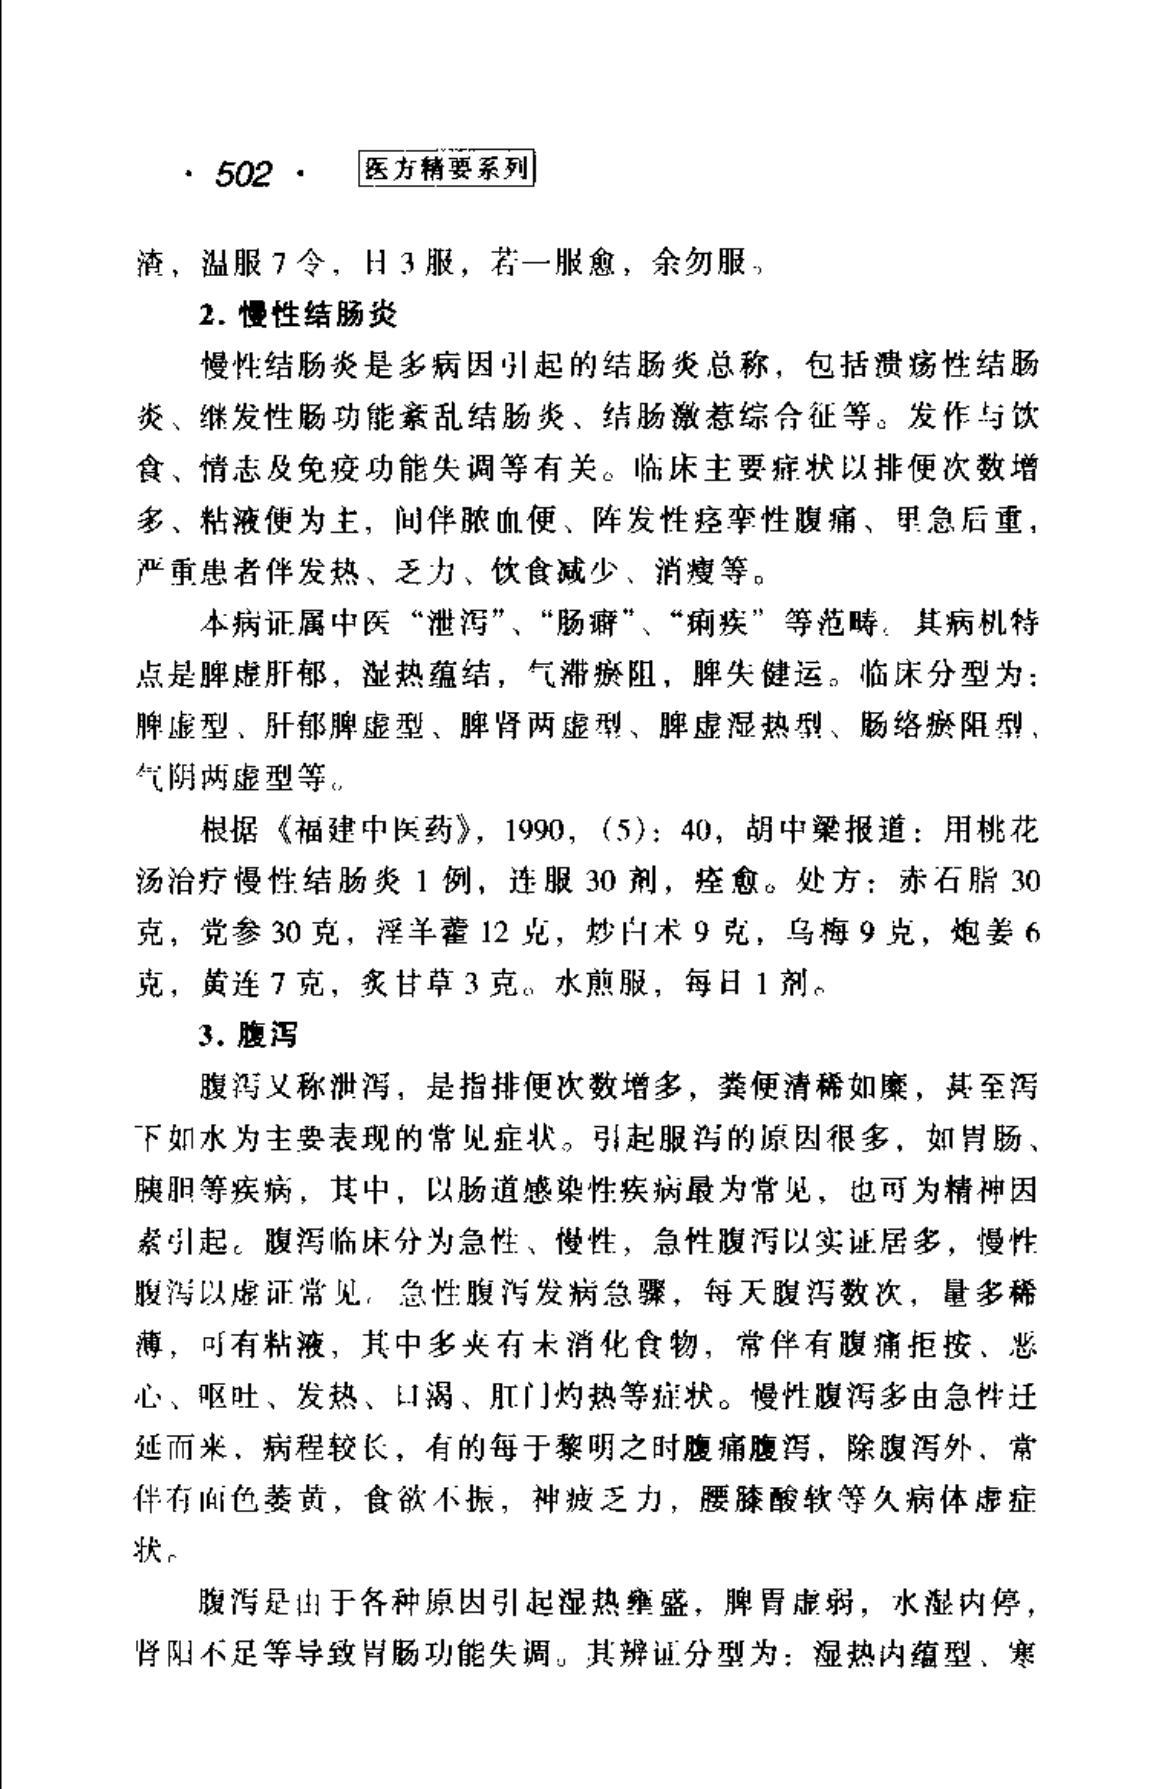 · 502 · 医方精要系列
渣，温服7令，日3服，若一服愈，余勿服。
2. 慢性结肠炎
慢性结肠炎是多病因引起的结肠炎总称，包括溃疡性结肠
炎、继发性肠功能紊乱结肠炎、结肠激惹综合征等。发作与饮
食、情志及免疫功能失调等有关。临床主要症状以排便次数增
多、粘液便为主，间伴脓血便、阵发性痉挛性腹痛、里急后重，
严重患者伴发热、乏力、饮食减少、消瘦等。
本病证属中医“泄泻”、“肠癖”、“痢疾”等范畴。其病机特
点是脾虚肝郁，湿热蕴结，气滞瘀阻，脾失健运。临床分型为：
脾虚型、肝郁脾虚型、脾肾两虚型、脾虚湿热型、肠络瘀阻型、
气阴两虚型等。
根据《福建中医药》，1990，（5）：40，胡中梁报道：用桃花
汤治疗慢性结肠炎1例，连服30剂，痊愈。处方：赤石脂30
克，党参30克，淫羊藿12克，炒白术9克，乌梅9克，炮姜6
克，黄连7克，炙甘草3克。水煎服，每日1剂。
3. 腹泻
腹泻又称泄泻，是指排便次数增多，粪便清稀如糜，甚至泻
下如水为主要表现的常见症状。引起服泻的原因很多，如胃肠、
胰胆等疾病，其中，以肠道感染性疾病最为常见，也可为精神因
素引起。腹泻临床分为急性、慢性，急性腹泻以实证居多，慢性
腹泻以虚证常见。急性腹泻发病急骤，每天腹泻数次，量多稀
薄，可有粘液，其中多夹有未消化食物，常伴有腹痛拒按、恶
心、呕吐、发热、口渴、肛门灼热等症状。慢性腹泻多由急性迁
延而来，病程较长，有的每于黎明之时腹痛腹泻，除腹泻外，常
伴有面色萎黄，食欲不振，神疲乏力，腰膝酸软等久病体虚症
状。
腹泻是由于各种原因引起湿热壅盛，脾胃虚弱，水湿内停，
肾阳不足等导致胃肠功能失调。其辨证分型为：湿热内蕴型、寒